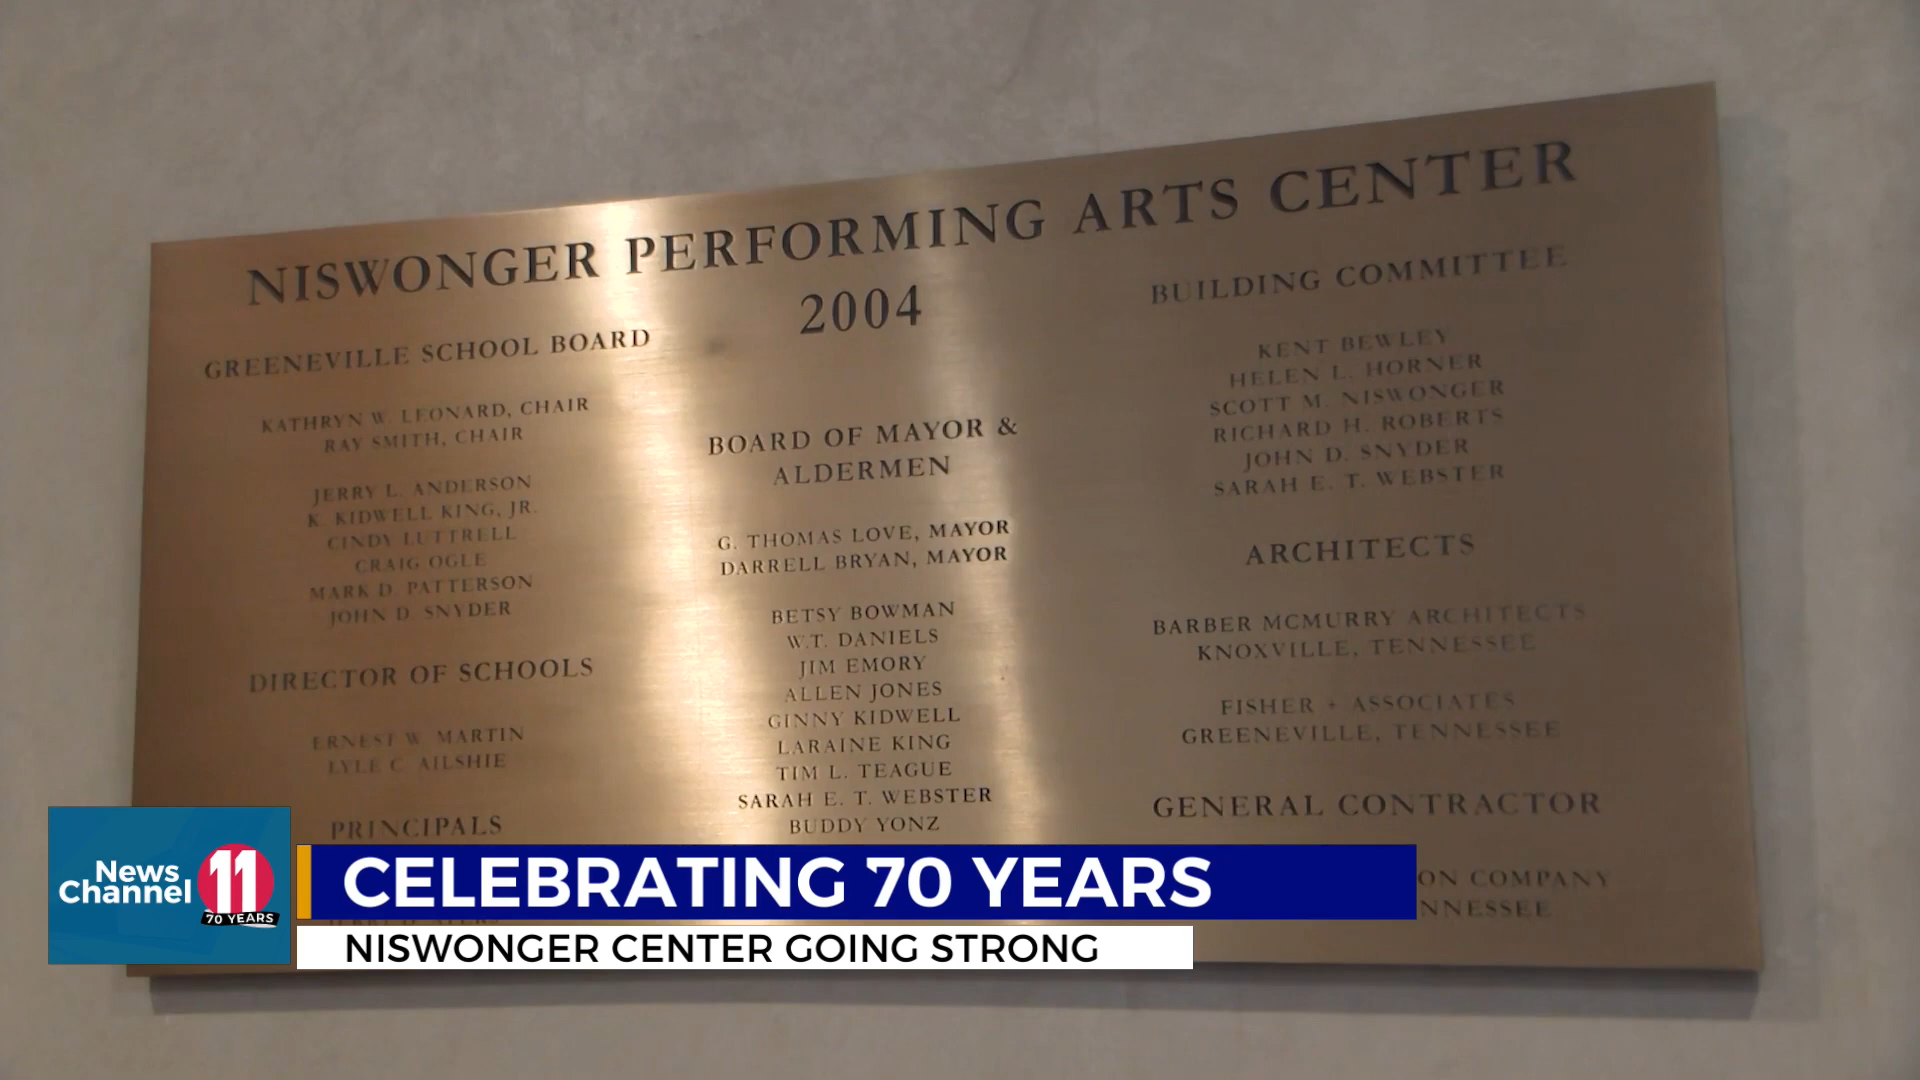 NISWONGER PERFORMING ARTS CENTER
2004
GREENEVILLE SCHOOL BOARD
KATHRYN W. LEONARD, CHAIR
RAY SMITH, CHAIR
JERRY L. ANDERSON
K. KIDWELL KING, JR.
CINDY LUTTRELL
CRAIG OGLE
MARK D. PATTERSON
JOHN D. SNYDER
DIRECTOR OF SCHOOLS
ERNEST W. MARTIN
LYLE C. AILSHIE
PRINCIPALS
BOARD OF MAYOR &
ALDERMEN
G. THOMAS LOVE, MAYOR
DARRELL BRYAN, MAYOR
BETSY BOWMAN
W.T. DANIELS
JIM EMORY
ALLEN JONES
GINNY KIDWELL
LARAINE KING
TIM L. TEAGUE
SARAH E. T. WEBSTER
BUDDY YONZ
BUILDING COMMITTEE
KENT BEWLEY
HELEN L. HORNER
SCOTT M. NISWONGER
RICHARD H. ROBERTS
JOHN D. SNYDER
SARAH E. T. WEBSTER
ARCHITECTS
BARBER MCMURRY ARCHITECTS
KNOXVILLE, TENNESSEE
FISHER + ASSOCIATES
GREENEVILLE, TENNESSEE
GENERAL CONTRACTOR
COMPANY
News
Channel 11
70 YEARS
CELEBRATING 70 YEARS
NISWONGER CENTER GOING STRONG